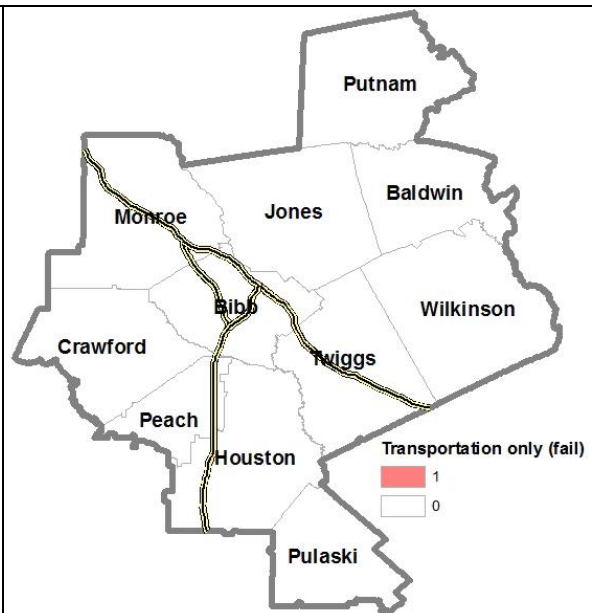 Putnam
Baldwin
Monroe
Jones
Bibb
Wilkinson
Crawford
Twiggs
Peach
Houston
Transportation only (fail)
1
0
Pulaski